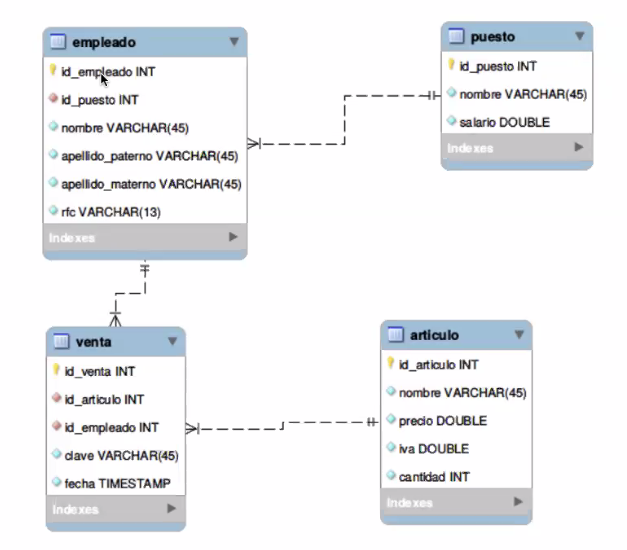 empleado
id_empleado INT
id_puesto INT
nombre VARCHAR(45)
apellido_paterno VARCHAR(45)
apellido_materno VARCHAR(45)
rfc VARCHAR(13)
Indexes
puesto
id_puesto INT
nombre VARCHAR(45)
salario DOUBLE
Indexes
venta
id_venta INT
id_articulo INT
id_empleado INT
clave VARCHAR(45)
fecha TIMESTAMP
Indexes
articulo
id_articulo INT
nombre VARCHAR(45)
precio DOUBLE
iva DOUBLE
cantidad INT
Indexes